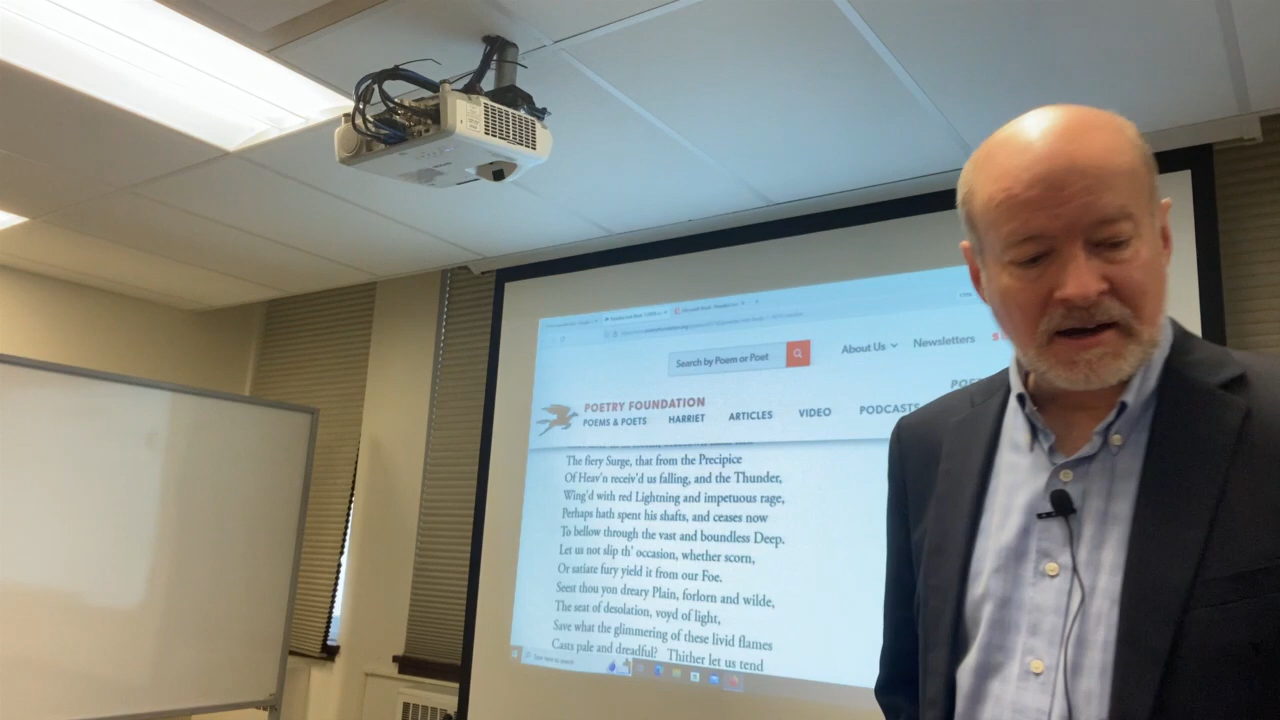 Search by Poem or Poet
About Us
Newsletters
POETRY FOUNDATION
POEMS & POETS
HARRIET
ARTICLES
VIDEO
PODCASTS
The fiery Surge, that from the Precipice
Of Heav'n receiv'd us falling, and the Thunder,
Wing'd with red Lightning and impetuous rage,
Perhaps hath spent his shafts, and ceases now
To bellow through the vast and boundless Deep.
Let us not slip th' occasion, whether scorn,
Or satiate fury yield it from our Foe.
Seest thou yon dreary Plain, forlorn and wilde,
The seat of desolation, voyd of light,
Save what the glimmering of these livid flames
Casts pale and dreadful? Thither let us tend
Type here to search